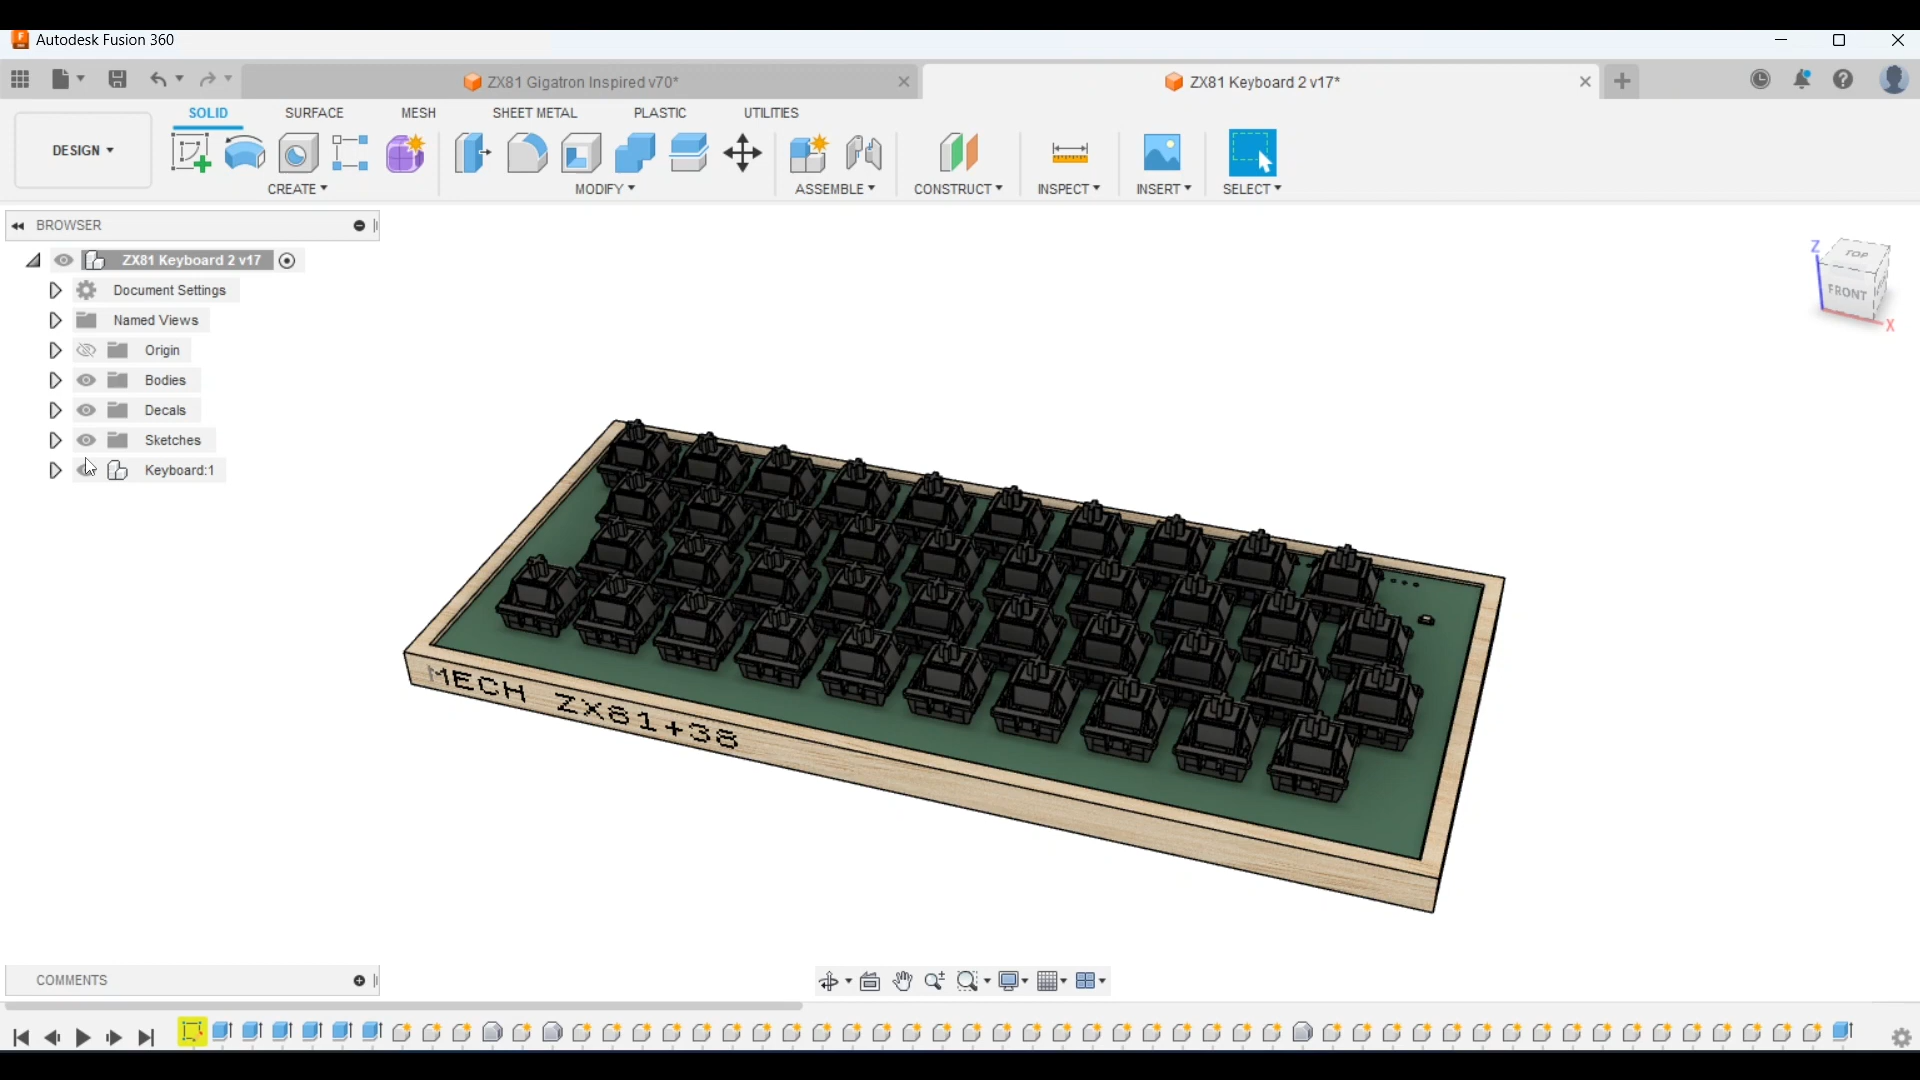 Autodesk Fusion 360
ZX81 Gigatron Inspired v70*
ZX81 Keyboard 2 v17*
SOLID SURFACE MESH SHEET METAL PLASTIC UTILITIES
DESIGN
CREATE MODIFY ASSEMBLE CONSTRUCT INSPECT INSERT SELECT
BROWSER
ZX81 Keyboard 2 v17
Document Settings
Named Views
Origin
Bodies
Decals
Sketches
Keyboard:1
Z
TOP
FRONT
X
MECH ZX81+38
COMMENTS